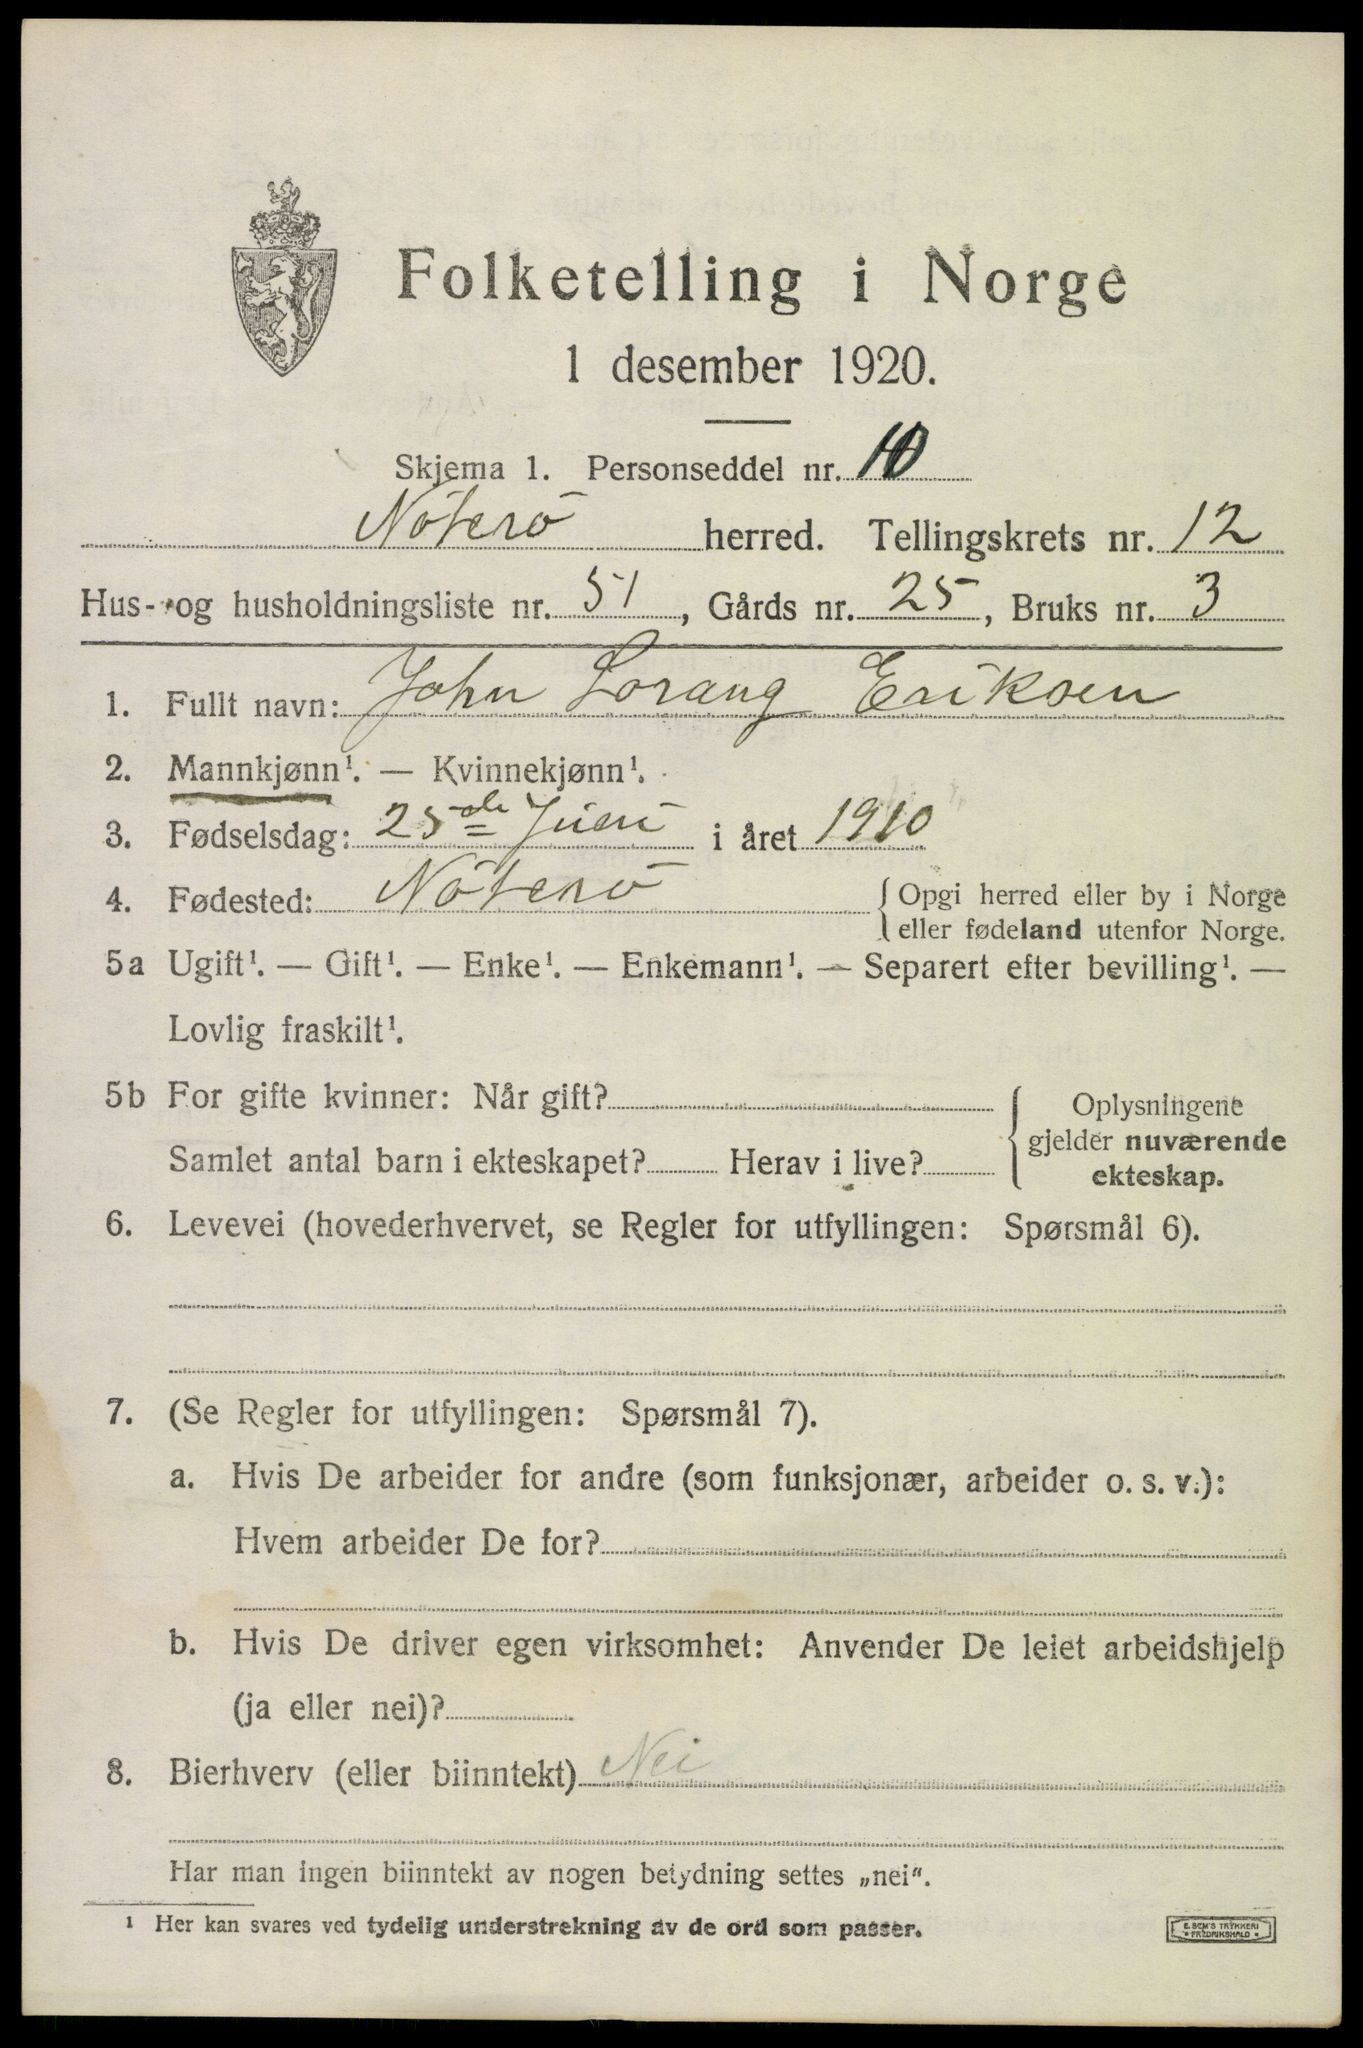 Folketelling i Norge
1 desember 1920.
Skjema 1. Personseddel nr. 10
Nöterö herred. Tellingskrets nr. 12
Hus- og husholdningsliste nr. 51, Gårds nr. 25, Bruks nr. 3
1. Fullt navn: John Lorang Eriksen
2. Mannkjønn¹. — Kvinnekjønn¹.
3. Fødselsdag: 25de Juni i året 1910
4. Fødested: Nöterö { Opgi herred eller by i Norge
eller fødeland utenfor Norge.
5a Ugift¹. — Gift¹. — Enke¹. — Enkemann¹. — Separert efter bevilling¹. —
Lovlig fraskilt¹.
5b For gifte kvinner: Når gift? { Oplysningene
gjelder nuværende
Samlet antal barn i ekteskapet? Herav i live? ekteskap.
6. Levevei (hovederhvervet, se Regler for utfyllingen: Spørsmål 6).
7. (Se Regler for utfyllingen: Spørsmål 7).
a. Hvis De arbeider for andre (som funksjonær, arbeider o. s. v.):
Hvem arbeider De for?
b. Hvis De driver egen virksomhet: Anvender De leiet arbeidshjelp
(ja eller nei)?
8. Bierhverv (eller biinntekt) Nei
Har man ingen biinntekt av nogen betydning settes „nei“.
¹ Her kan svares ved tydelig understrekning av de ord som passer.
E. SEM'S TRYKKERI
FREDRIKSHALD